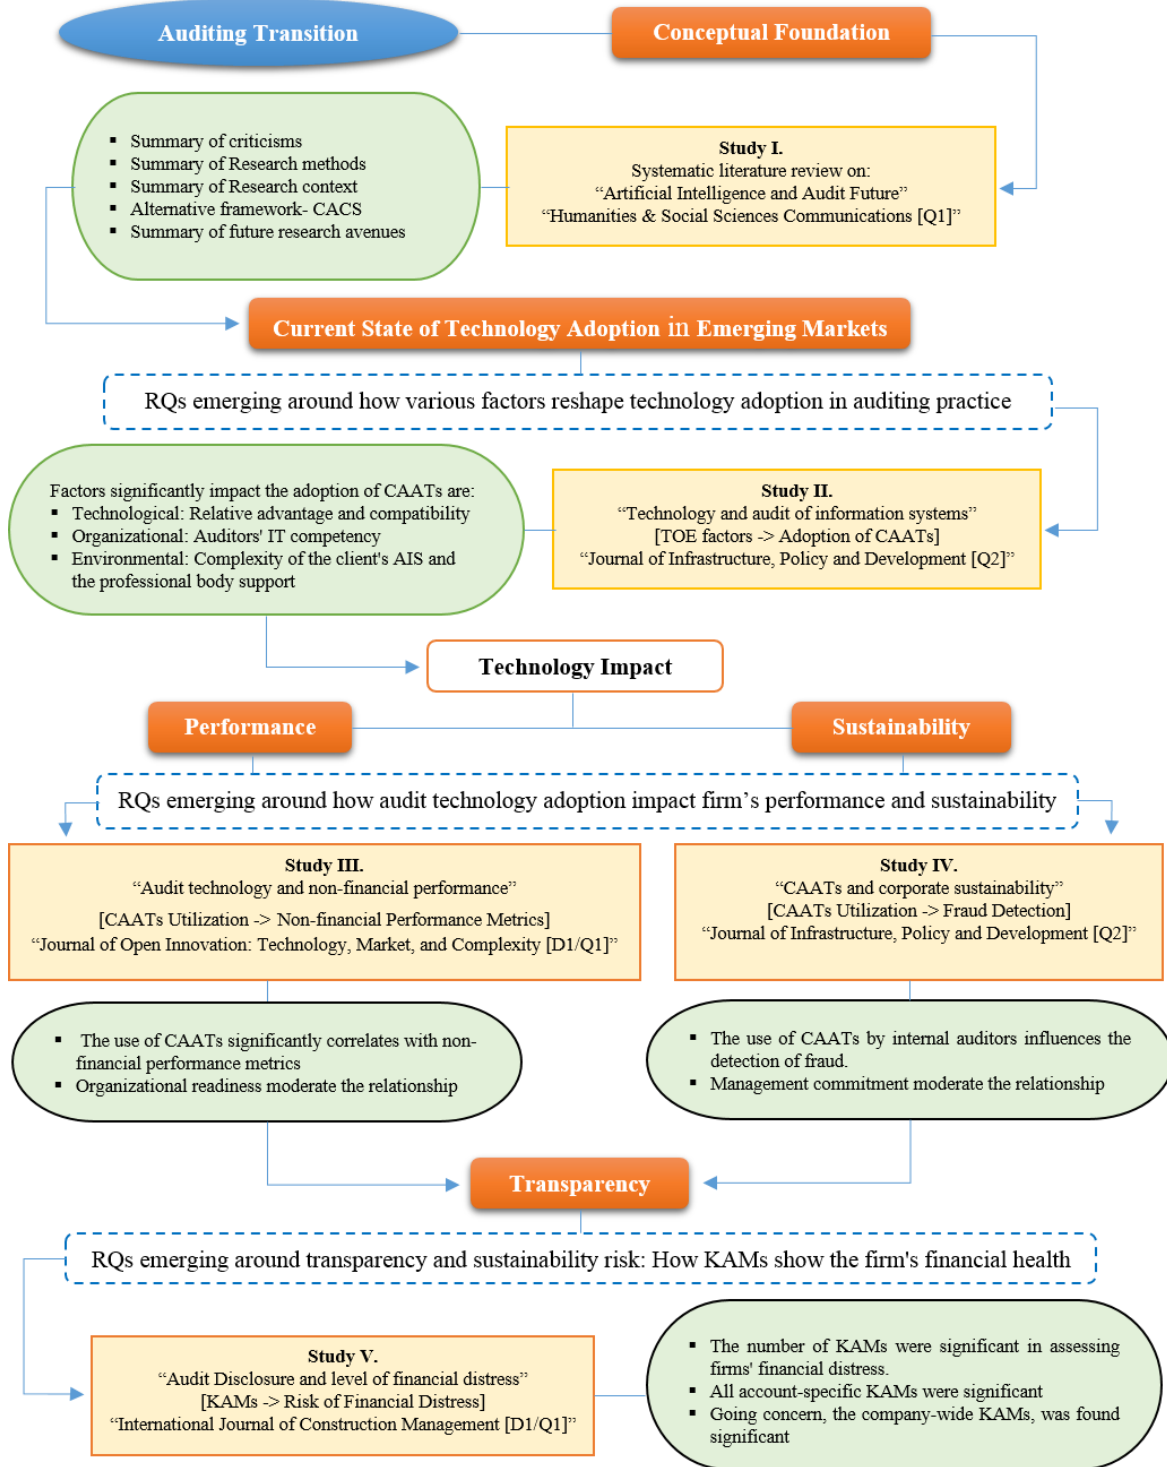 Auditing Transition
Conceptual Foundation
▪ Summary of criticisms
▪ Summary of Research methods
▪ Summary of Research context
▪ Alternative framework- CACS
▪ Summary of future research avenues
Study I.
Systematic literature review on:
“Artificial Intelligence and Audit Future”
“Humanities & Social Sciences Communications [Q1]”
Current State of Technology Adoption in Emerging Markets
RQs emerging around how various factors reshape technology adoption in auditing practice
Factors significantly impact the adoption of CAATs are:
▪ Technological: Relative advantage and compatibility
▪ Organizational: Auditors' IT competency
▪ Environmental: Complexity of the client's AIS and
the professional body support
Study II.
“Technology and audit of information systems”
[TOE factors -> Adoption of CAATs]
“Journal of Infrastructure, Policy and Development [Q2]”
Technology Impact
Performance
Sustainability
RQs emerging around how audit technology adoption impact firm’s performance and sustainability
Study III.
“Audit technology and non-financial performance”
[CAATs Utilization -> Non-financial Performance Metrics]
“Journal of Open Innovation: Technology, Market, and Complexity [D1/Q1]”
Study IV.
“CAATs and corporate sustainability”
[CAATs Utilization -> Fraud Detection]
“Journal of Infrastructure, Policy and Development [Q2]”
▪ The use of CAATs significantly correlates with non-
financial performance metrics
▪ Organizational readiness moderate the relationship
▪ The use of CAATs by internal auditors influences the
detection of fraud.
▪ Management commitment moderate the relationship
Transparency
RQs emerging around transparency and sustainability risk: How KAMs show the firm's financial health
Study V.
“Audit Disclosure and level of financial distress”
[KAMs -> Risk of Financial Distress]
“International Journal of Construction Management [D1/Q1]”
▪ The number of KAMs were significant in assessing
firms' financial distress.
▪ All account-specific KAMs were significant
▪ Going concern, the company-wide KAMs, was found
significant